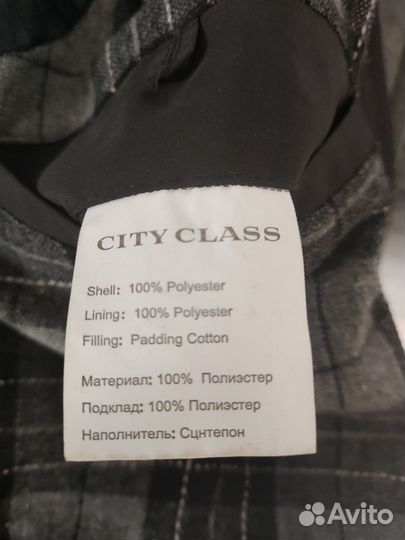 CITY CLASS
Shell: 100% Polyester
Lining: 100% Polyester
Filling: Padding Cotton
Материал: 100% Полиэстер
Подклад: 100% Полиэстер
Наполнитель: Сцнтепон
Avito